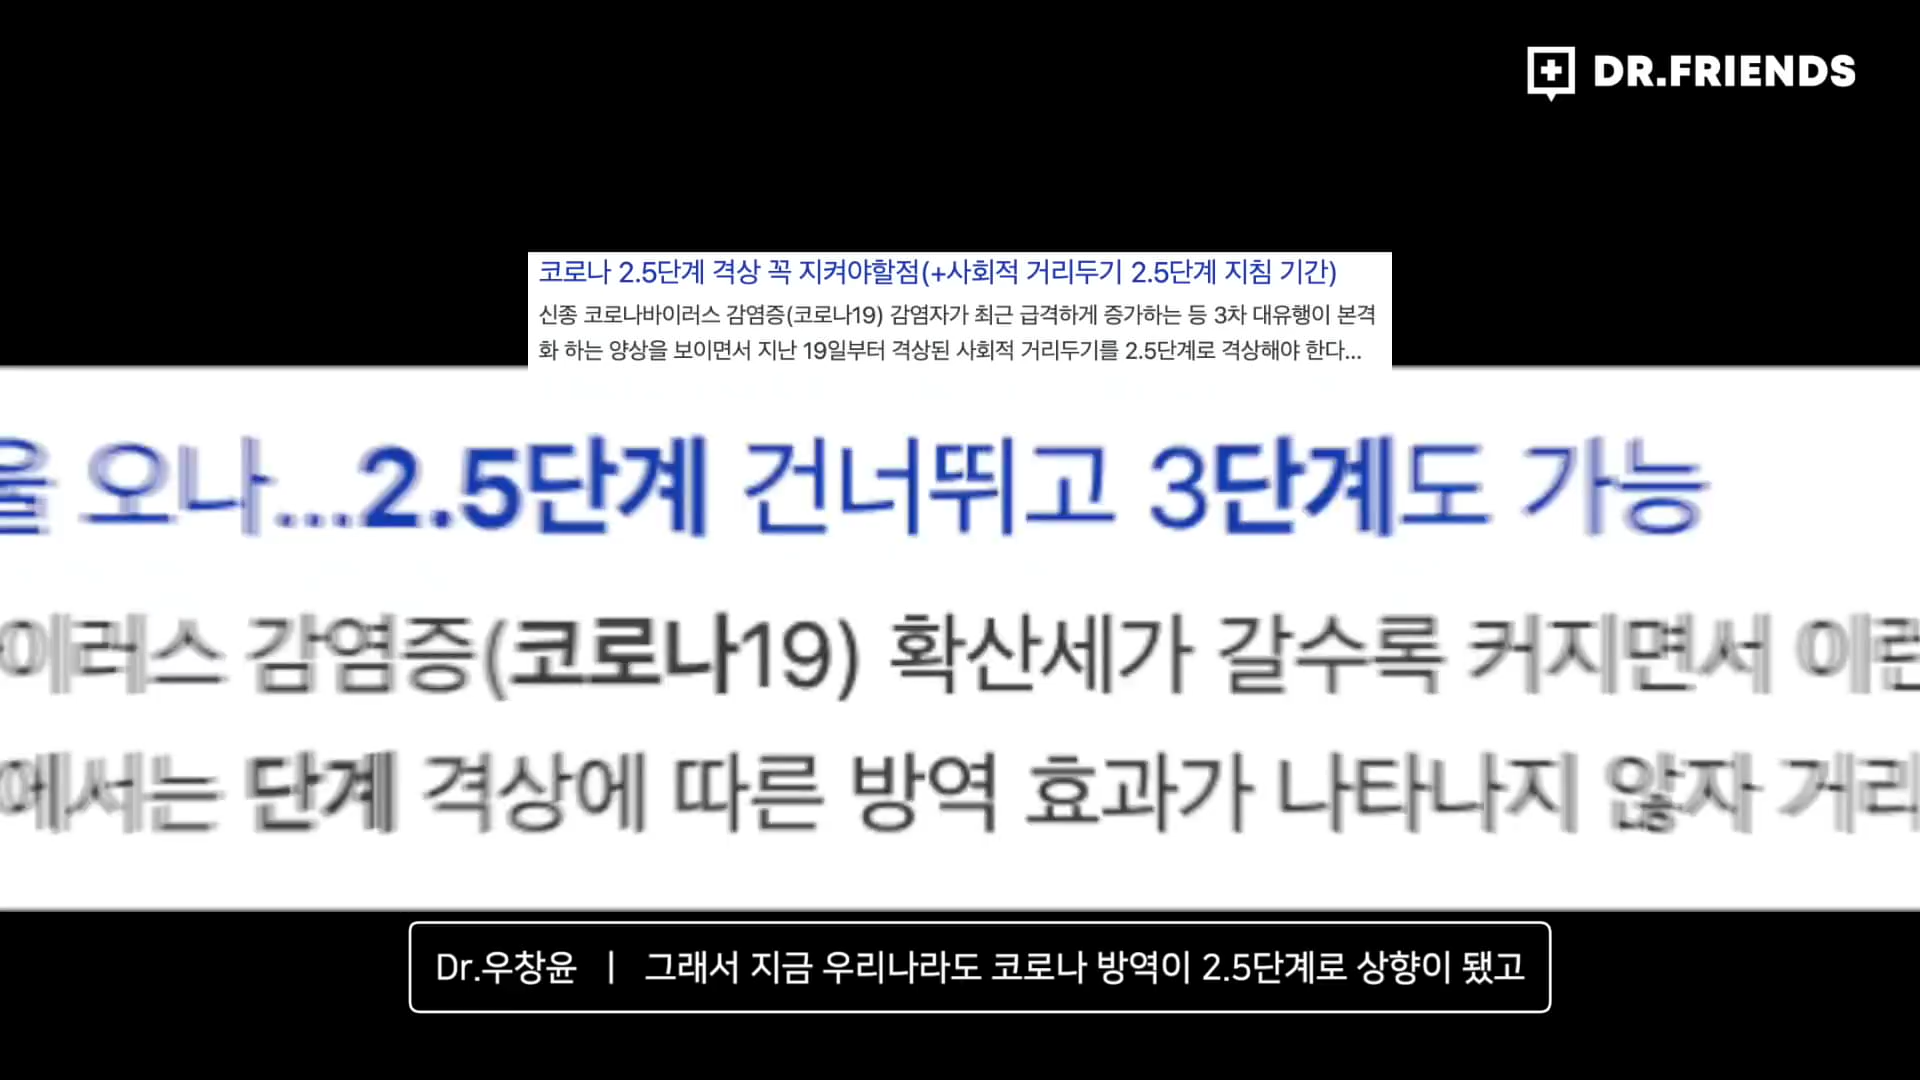 DR.FRIENDS
코로나 2.5단계 격상 꼭 지켜야할점(+사회적 거리두기 2.5단계 지침 기간)
신종 코로나바이러스 감염증(코로나19) 감염자가 최근 급격하게 증가하는 등 3차 대유행이 본격
화 하는 양상을 보이면서 지난 19일부터 격상된 사회적 거리두기를 2.5단계로 격상해야 한다...
오나...2.5단계 건너뛰고 3단계도 가능
이러스 감염증(코로나19) 확산세가 갈수록 커지면서
에서는 단계 격상에 따른 방역 효과가 나타나지 않자 거리
Dr.우창윤 | 그래서 지금 우리나라도 코로나 방역이 2.5단계로 상향이 됐고